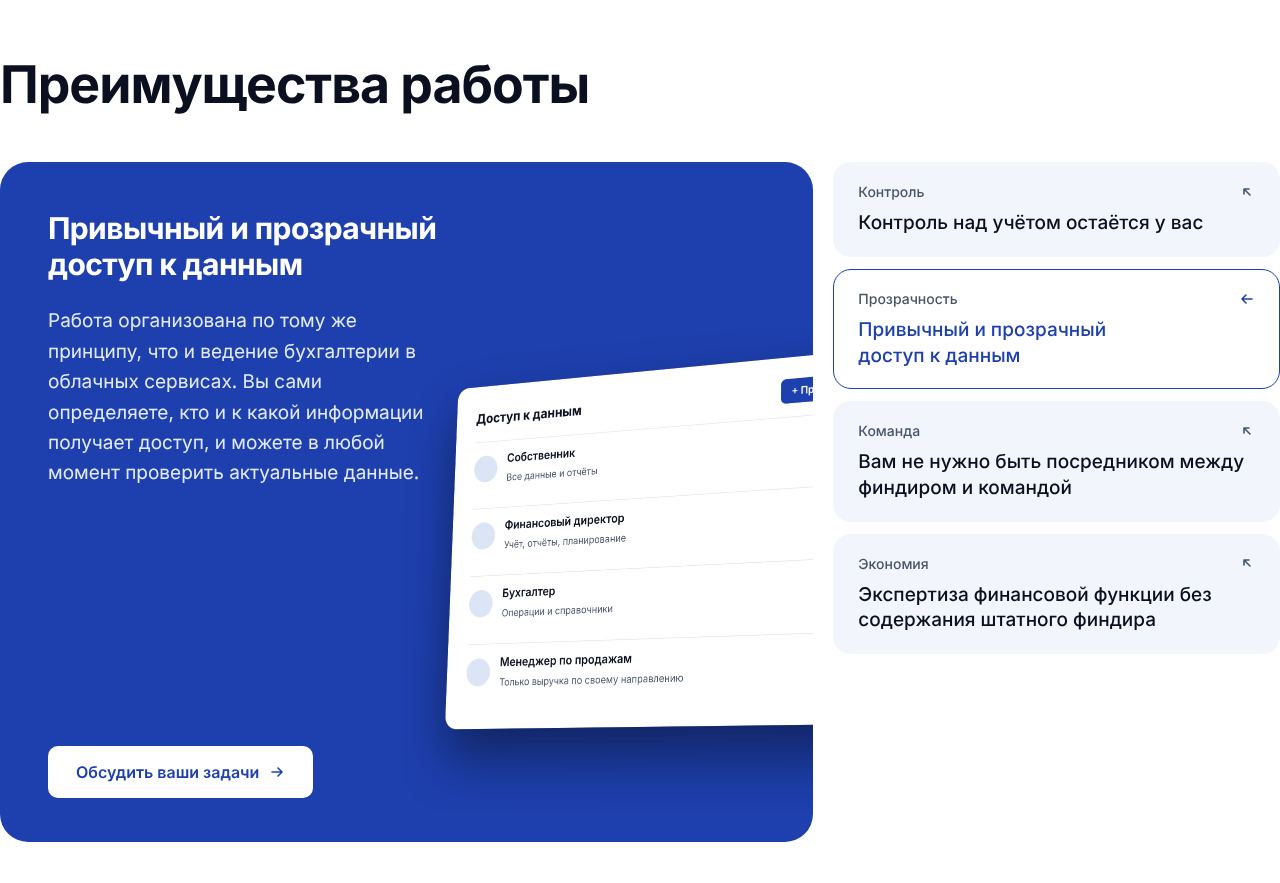 Преимущества работы
Привычный и прозрачный
доступ к данным
Работа организована по тому же
принципу, что и ведение бухгалтерии в
облачных сервисах. Вы сами
определяете, кто и к какой информации
получает доступ, и можете в любой
момент проверить актуальные данные.
Обсудить ваши задачи
Доступ к данным
+ Пр
Собственник
Все данные и отчёты
Финансовый директор
Учёт, отчёты, планирование
Бухгалтер
Операции и справочники
Менеджер по продажам
Только выручка по своему направлению
Контроль
Контроль над учётом остаётся у вас
Прозрачность
Привычный и прозрачный
доступ к данным
Команда
Вам не нужно быть посредником между
финдиром и командой
Экономия
Экспертиза финансовой функции без
содержания штатного финдира